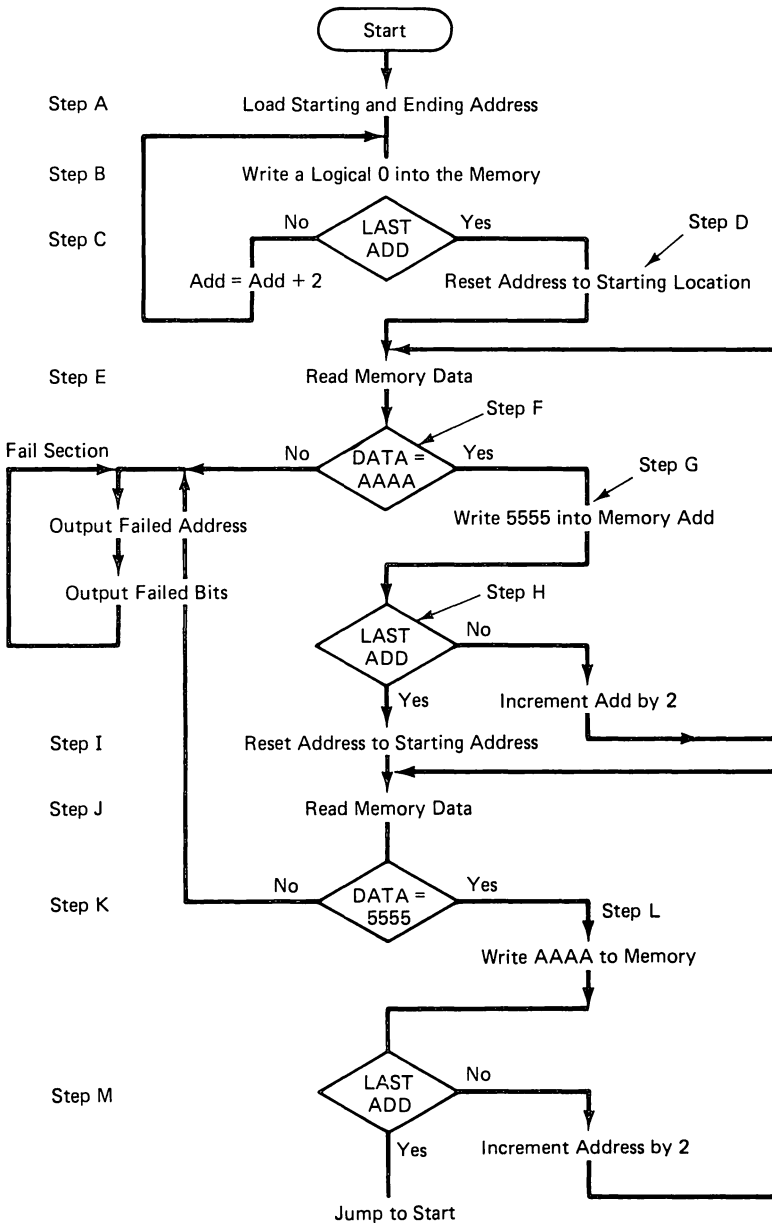 Start
Step A
Load Starting and Ending Address
Step B
Write a Logical 0 into the Memory
Step C
No
LAST
ADD
Yes
Step D
Add = Add + 2
Reset Address to Starting Location
Step E
Read Memory Data
Step F
Fail Section
No
DATA =
AAAA
Yes
Step G
Output Failed Address
Write 5555 into Memory Add
Output Failed Bits
Step H
LAST
ADD
No
Yes
Increment Add by 2
Step I
Reset Address to Starting Address
Step J
Read Memory Data
Step K
No
DATA =
5555
Yes
Step L
Write AAAA to Memory
Step M
LAST
ADD
No
Yes
Increment Address by 2
Jump to Start